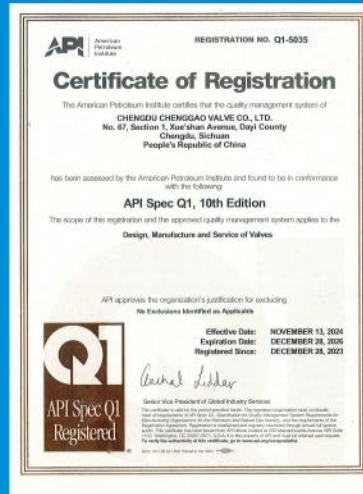 API
American
Petroleum
Institute
REGISTRATION NO. Q1-5035
Certificate of Registration
The American Petroleum Institute certifies that the quality management system of
CHENGDU CHENGGAO VALVE CO., LTD.
No. 67, Section 1, Xue'shan Avenue, Dayi County
Chengdu, Sichuan
People's Republic of China
has been assessed by the American Petroleum Institute and found to be in conformance
with the following:
API Spec Q1, 10th Edition
The scope of this registration and the approved quality management system applies to the
Design, Manufacture and Service of Valves
API approves the organization's justification for excluding
No Exclusions Identified as Applicable
Effective Date: NOVEMBER 13, 2024
Expiration Date: DECEMBER 28, 2026
Registered Since: DECEMBER 28, 2023
Senior Vice President of Global Industry Services
Q1
API Spec Q1
Registered